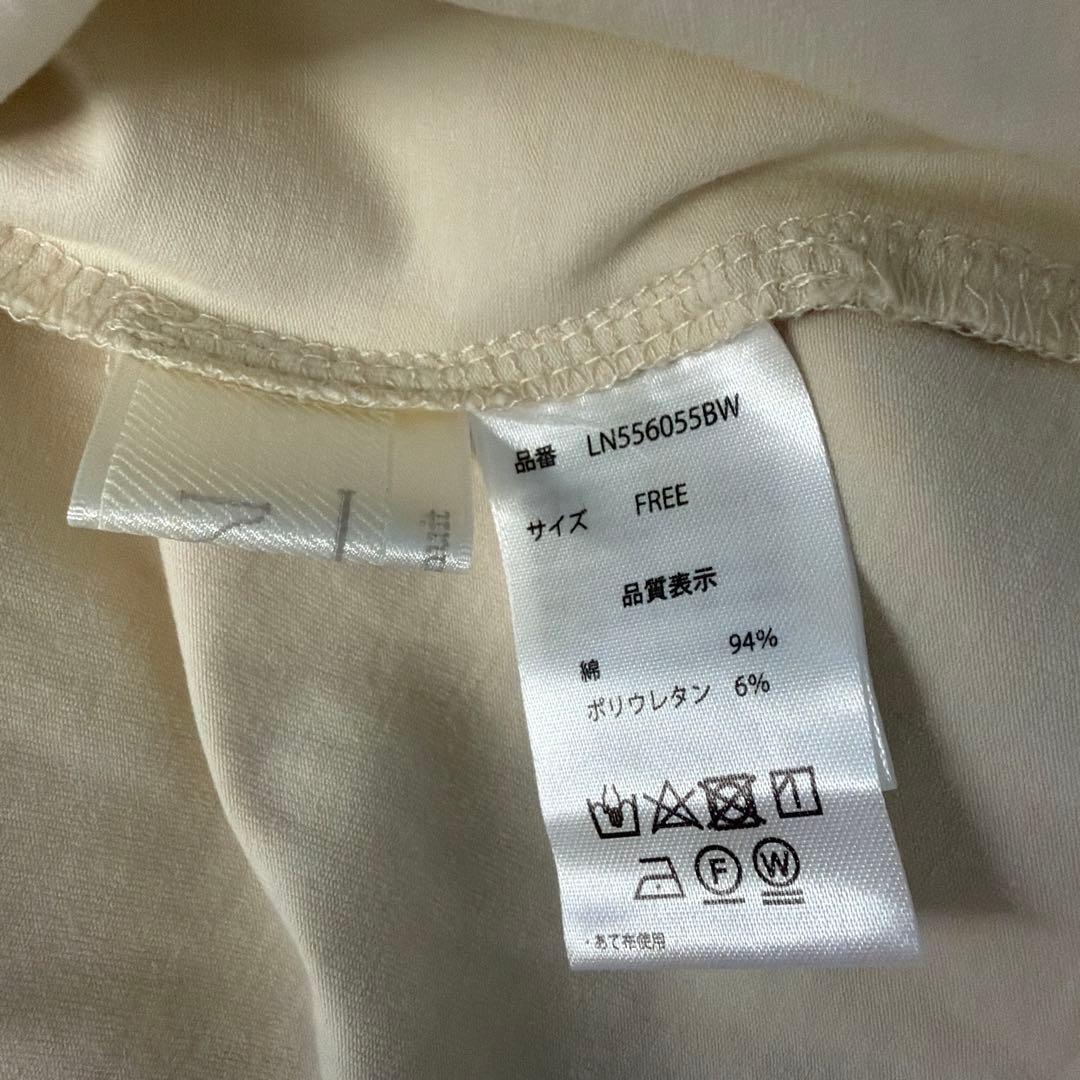 品番 LN556055BW
サイズ FREE
品質表示
綿 94%
ポリウレタン 6%
F W
・あて布使用